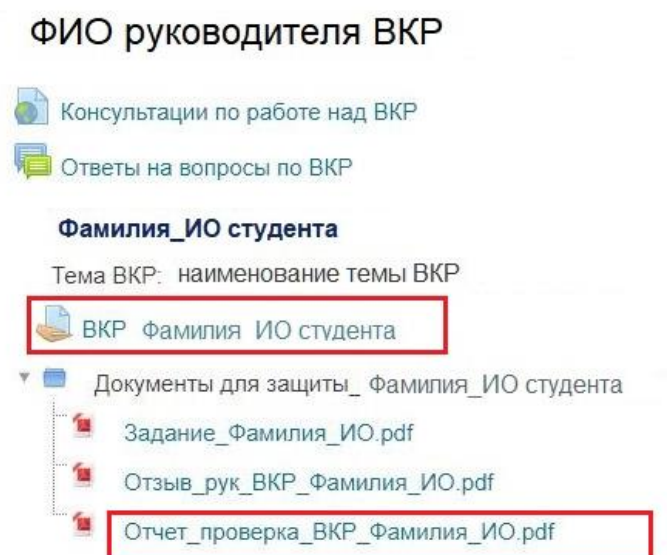 ФИО руководителя ВКР
Консультации по работе над ВКР
Ответы на вопросы по ВКР
Фамилия_ИО студента
Тема ВКР: наименование темы ВКР
ВКР Фамилия ИО студента
Документы для защиты_ Фамилия_ИО студента
Задание_Фамилия_ИО.pdf
Отзыв_рук_ВКР_Фамилия_ИО.pdf
Отчет_проверка_ВКР_Фамилия_ИО.pdf